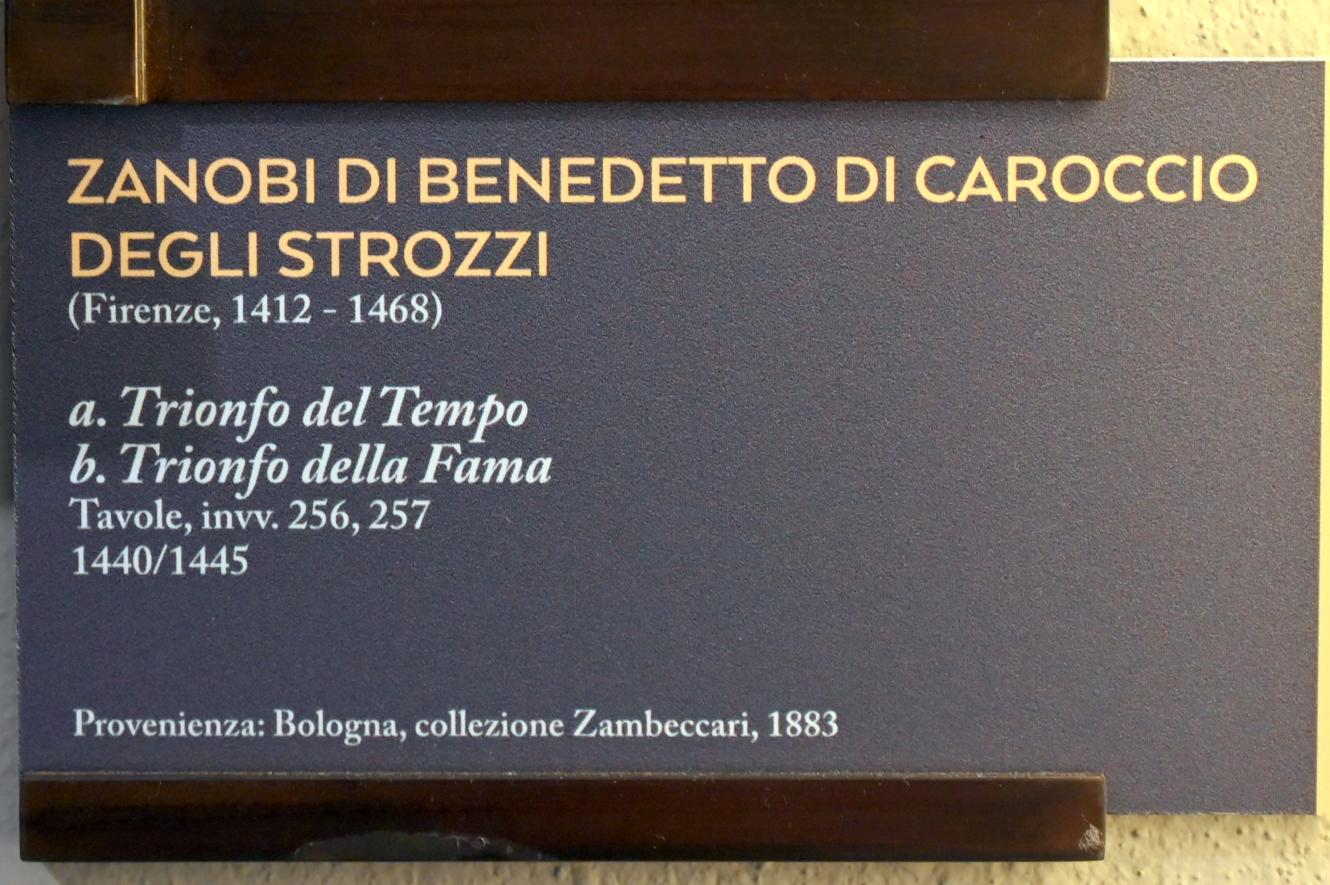 ZANOBI DI BENEDETTO DI CAROCCIO
DEGLI STROZZI
(Firenze, 1412 - 1468)
a. Trionfo del Tempo
b. Trionfo della Fama
Tavole, invv. 256, 257
1440/1445
Provenienza: Bologna, collezione Zambeccari, 1883